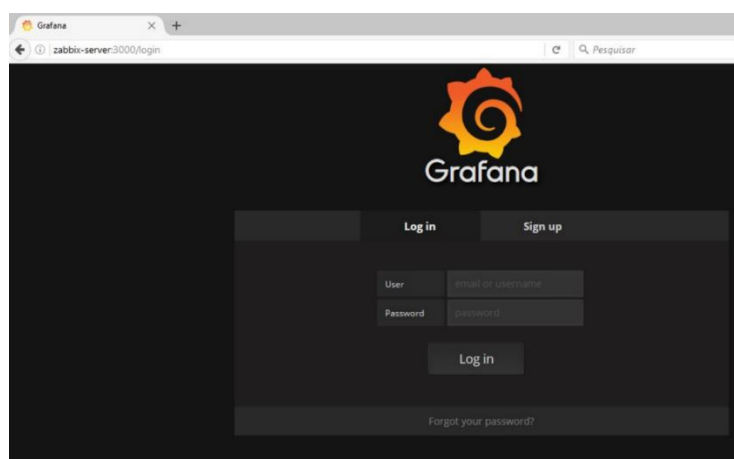 Grafana
zabbix-server:3000/login
Pesquisar
Grafana
Log in Sign up
User email or username
Password password
Log in
Forgot your password?